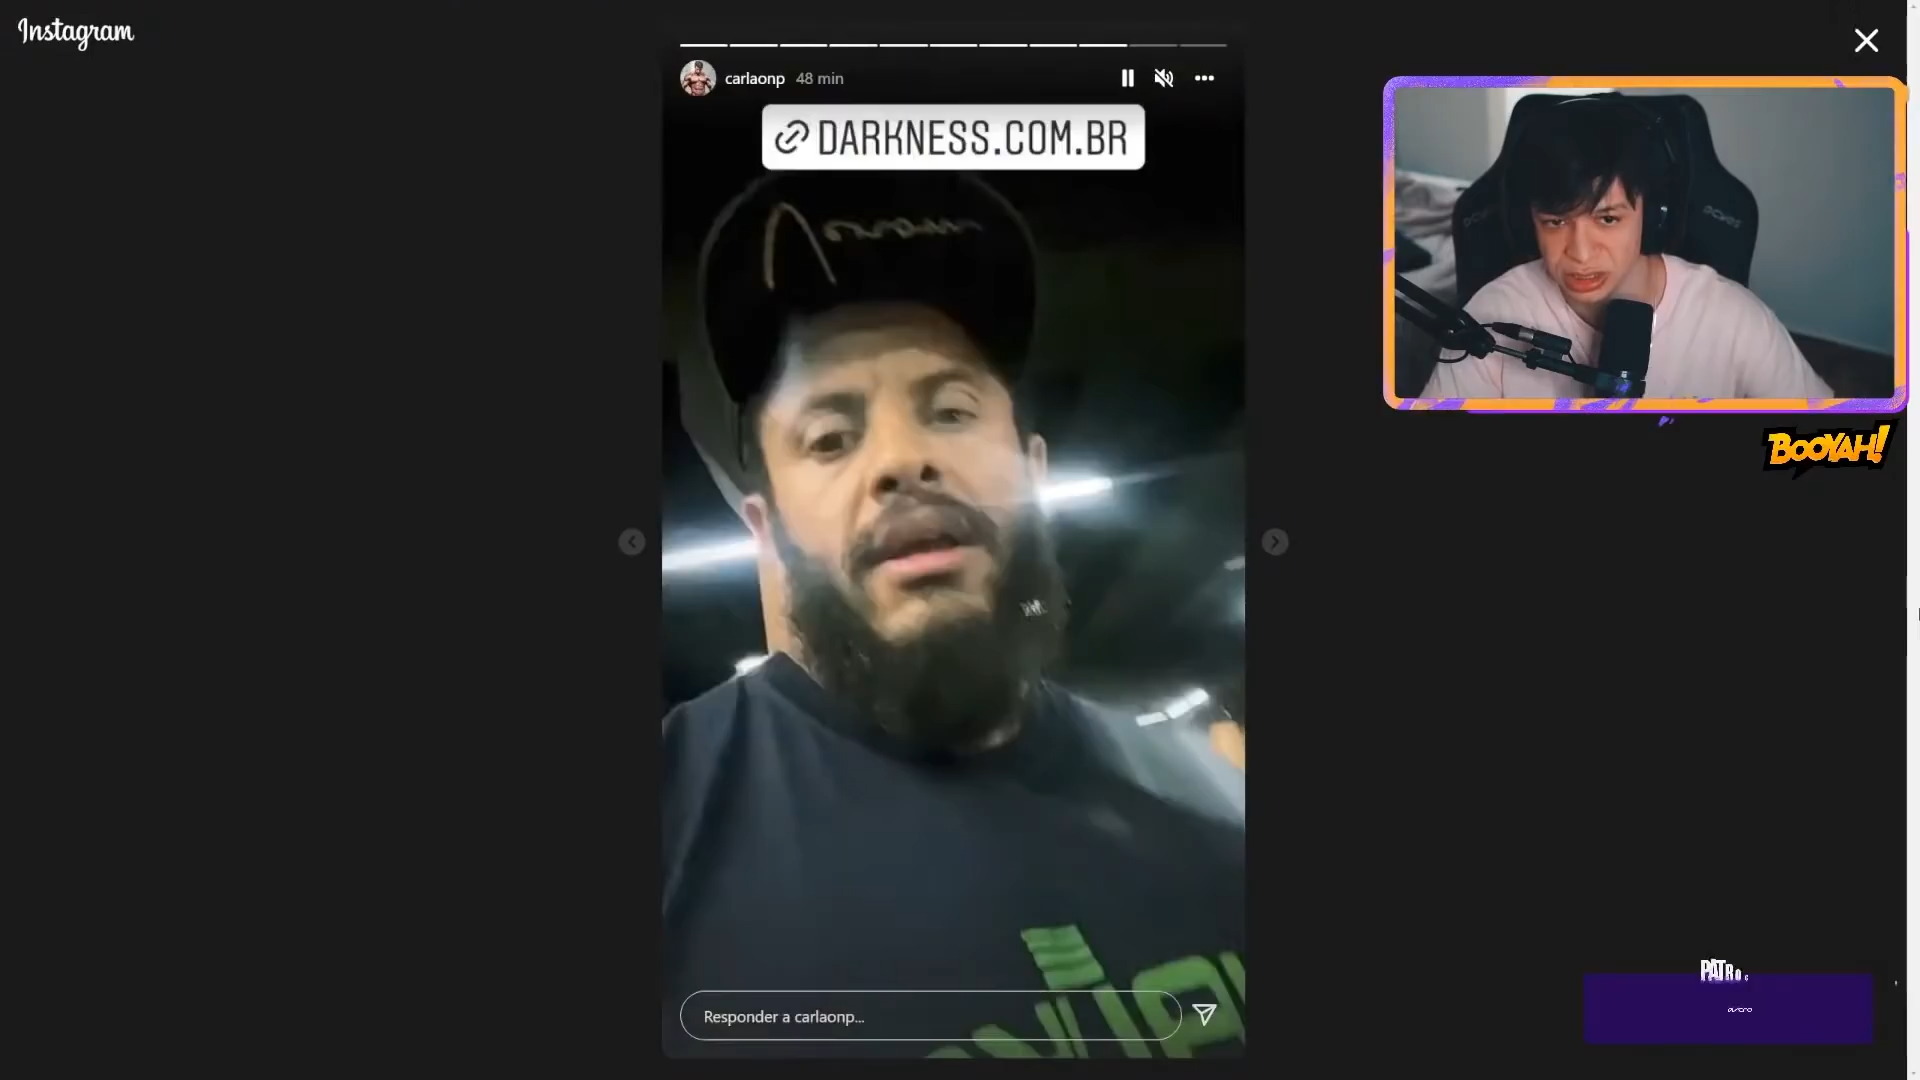 Instagram
carlaonp 48 min
DARKNESS.COM.BR
BOOYAH!
Responder a carlaonp...